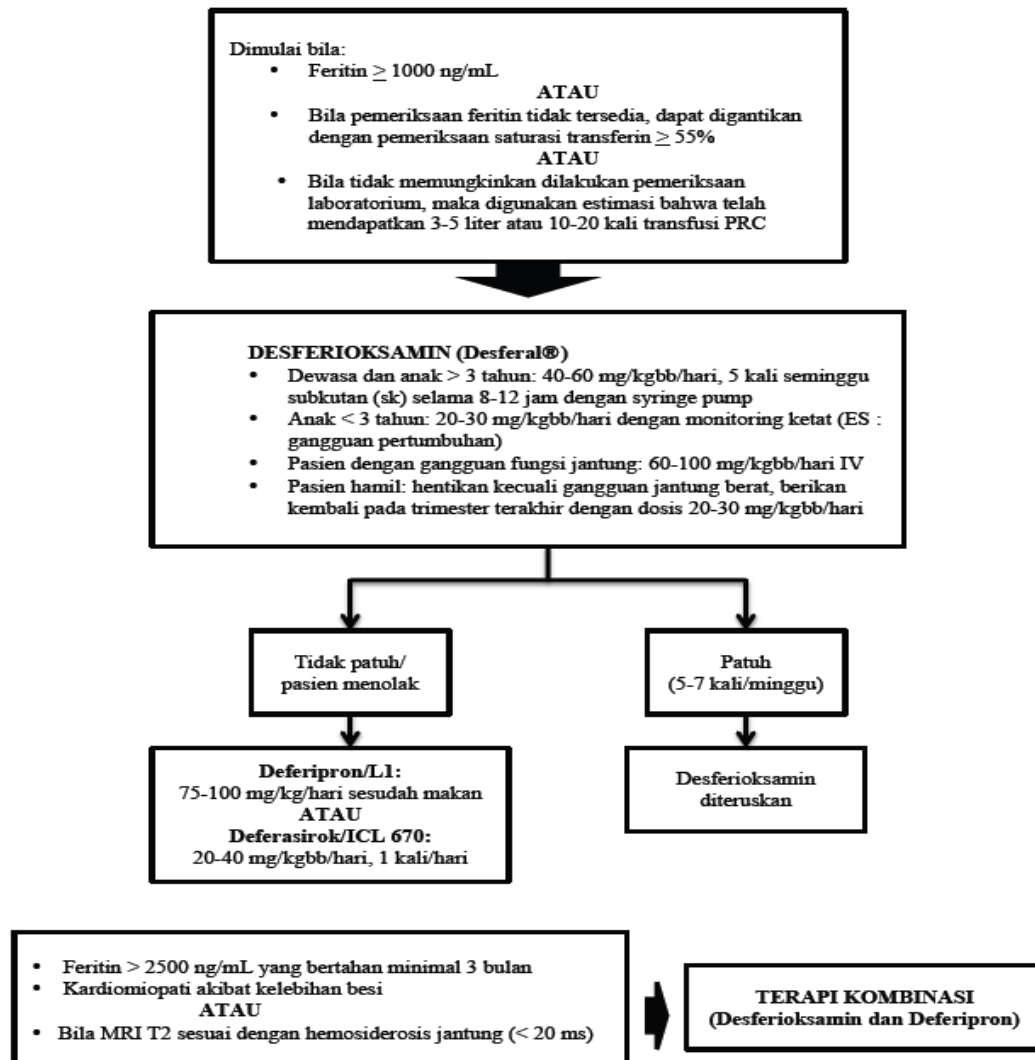 Dimulai bila:
• Feritin ≥ 1000 ng/mL
ATAU
• Bila pemeriksaan feritin tidak tersedia, dapat digantikan
dengan pemeriksaan saturasi transferin ≥ 55%
ATAU
• Bila tidak memungkinkan dilakukan pemeriksaan
laboratorium, maka digunakan estimasi bahwa telah
mendapatkan 3-5 liter atau 10-20 kali transfusi PRC
DESFERIOKSAMIN (Desferal®)
• Dewasa dan anak > 3 tahun: 40-60 mg/kgbb/hari, 5 kali seminggu
subkutan (sk) selama 8-12 jam dengan syringe pump
• Anak < 3 tahun: 20-30 mg/kgbb/hari dengan monitoring ketat (ES :
gangguan pertumbuhan)
• Pasien dengan gangguan fungsi jantung: 60-100 mg/kgbb/hari IV
• Pasien hamil: hentikan kecuali gangguan jantung berat, berikan
kembali pada trimester terakhir dengan dosis 20-30 mg/kgbb/hari
Tidak patuh/
pasien menolak
Patuh
(5-7 kali/minggu)
Deferipron/L1:
75-100 mg/kg/hari sesudah makan
ATAU
Deferasirok/ICL 670:
20-40 mg/kgbb/hari, 1 kali/hari
Desferioksamin
diteruskan
• Feritin > 2500 ng/mL yang bertahan minimal 3 bulan
• Kardiomiopati akibat kelebihan besi
ATAU
• Bila MRI T2 sesuai dengan hemosiderosis jantung (< 20 ms)
TERAPI KOMBINASI
(Desferioksamin dan Deferipron)